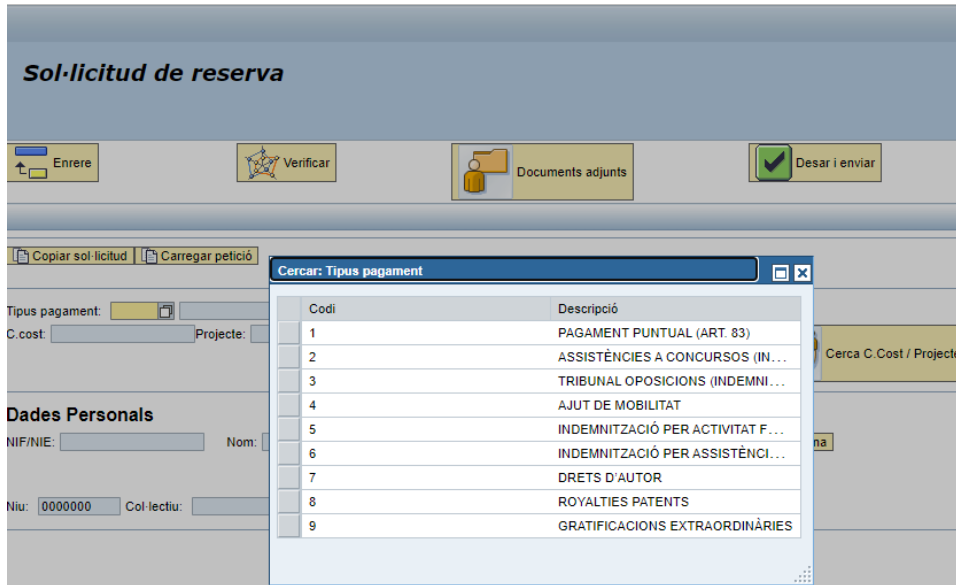 Sol·licitud de reserva
Enrere
Verificar
Documents adjunts
Desar i enviar
Copiar sol·licitud
Carregar petició
Cercar: Tipus pagament
Tipus pagament:
C.cost:
Projecte:
Cerca C.Cost / Projecte
Codi Descripció
1 PAGAMENT PUNTUAL (ART. 83)
2 ASSISTÈNCIES A CONCURSOS (IN...
3 TRIBUNAL OPOSICIONS (INDEMNI...
4 AJUT DE MOBILITAT
5 INDEMNITZACIÓ PER ACTIVITAT F...
6 INDEMNITZACIÓ PER ASSISTÈNCI...
7 DRETS D'AUTOR
8 ROYALTIES PATENTS
9 GRATIFICACIONS EXTRAORDINÀRIES
Dades Personals
NIF/NIE:
Nom:
na
Niu: 0000000
Col·lectiu: